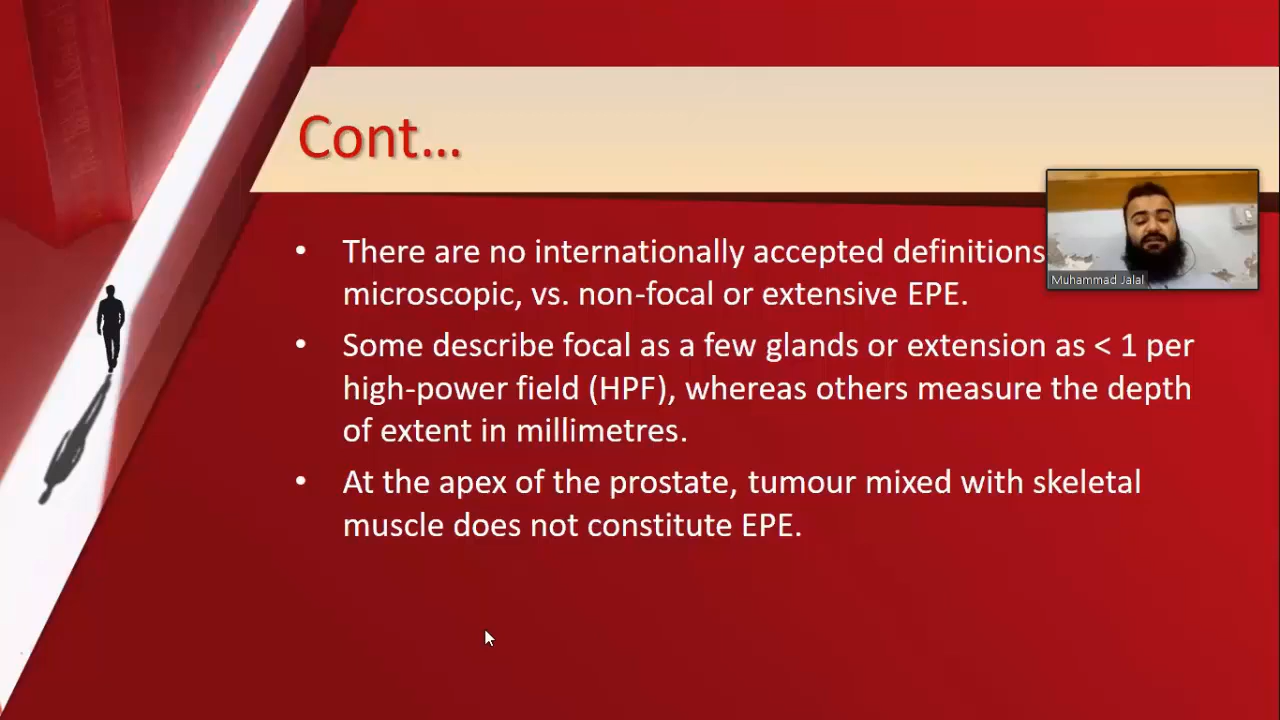 Cont...
There are no internationally accepted definitions
microscopic, vs. non-focal or extensive EPE.
Some describe focal as a few glands or extension as < 1 per
high-power field (HPF), whereas others measure the depth
of extent in millimetres.
At the apex of the prostate, tumour mixed with skeletal
muscle does not constitute EPE.
Muhammad Jalal